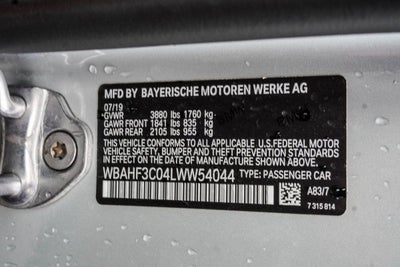 MFD BY BAYERISCHE MOTOREN WERKE AG
07/19
GVWR 3880 lbs 1760 kg
GAWR FRONT 1841 lbs 835 kg
GAWR REAR 2105 lbs 955 kg
THIS VEHICLE CONFORMS TO ALL APPLICABLE U.S.FEDERAL MOTOR
VEHICLE SAFETY, BUMPER AND THEFT PREVENTION STANDARDS
IN EFFECT ON THE DATE OF MANUFACTURE SHOWN ABOVE.
WBAHF3C04LWW54044 TYPE: PASSENGER CAR
A83/7
7 315 814